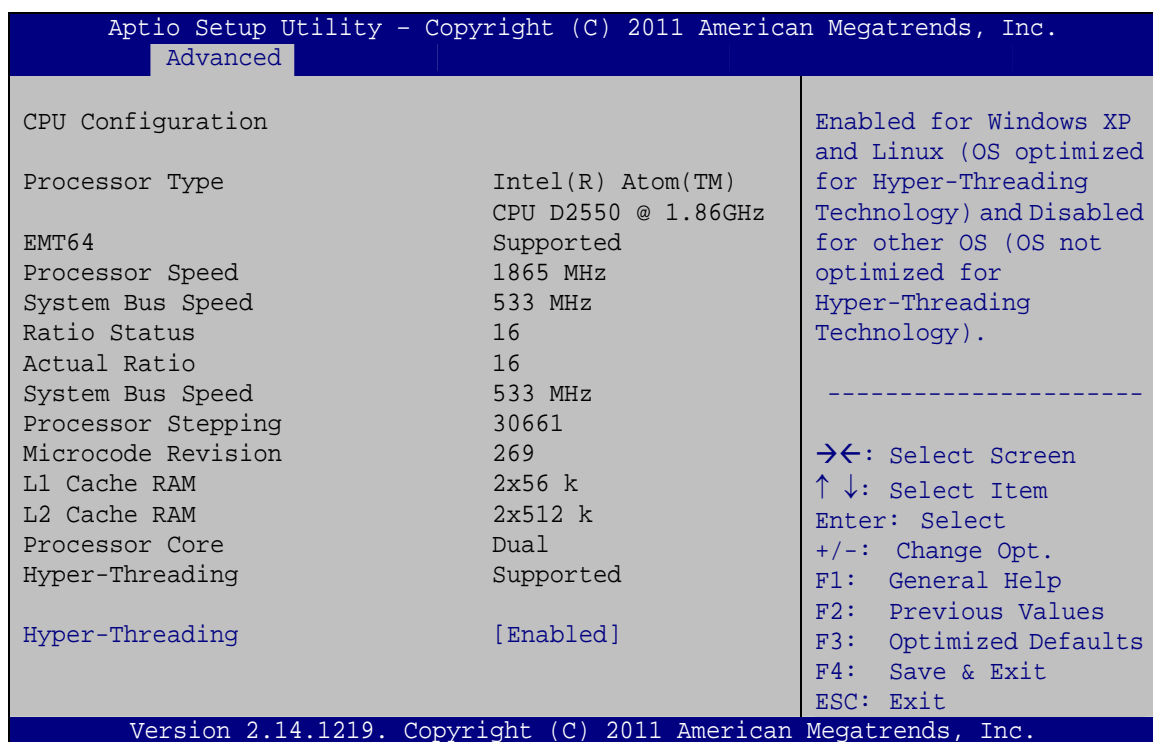 Aptio Setup Utility – Copyright (C) 2011 American Megatrends, Inc.
Advanced
CPU Configuration
Processor Type Intel(R) Atom(TM)
CPU D2550 @ 1.86GHz
EMT64 Supported
Processor Speed 1865 MHz
System Bus Speed 533 MHz
Ratio Status 16
Actual Ratio 16
System Bus Speed 533 MHz
Processor Stepping 30661
Microcode Revision 269
L1 Cache RAM 2x56 k
L2 Cache RAM 2x512 k
Processor Core Dual
Hyper-Threading Supported
Hyper-Threading [Enabled]
Enabled for Windows XP
and Linux (OS optimized
for Hyper-Threading
Technology) and Disabled
for other OS (OS not
optimized for
Hyper-Threading
Technology).
----------------------
→←: Select Screen
↑ ↓: Select Item
Enter: Select
+/-: Change Opt.
F1: General Help
F2: Previous Values
F3: Optimized Defaults
F4: Save & Exit
ESC: Exit
Version 2.14.1219. Copyright (C) 2011 American Megatrends, Inc.